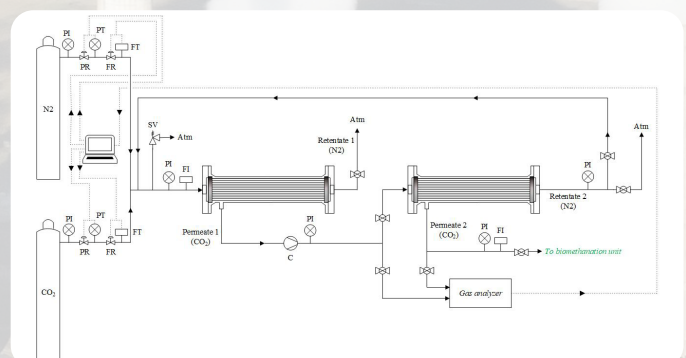 PI
PT
FT
PR
FR
N2
SV
Atm
PI
FI
Retentate 1
(N2)
Atm
Atm
PI
Retentate 2
(N2)
PI
PT
FT
PR
FR
CO2
Permeate 1
(CO2)
C
PI
Permeate 2
(CO2)
PI
FI
To biomethanation unit
Gas analyzer